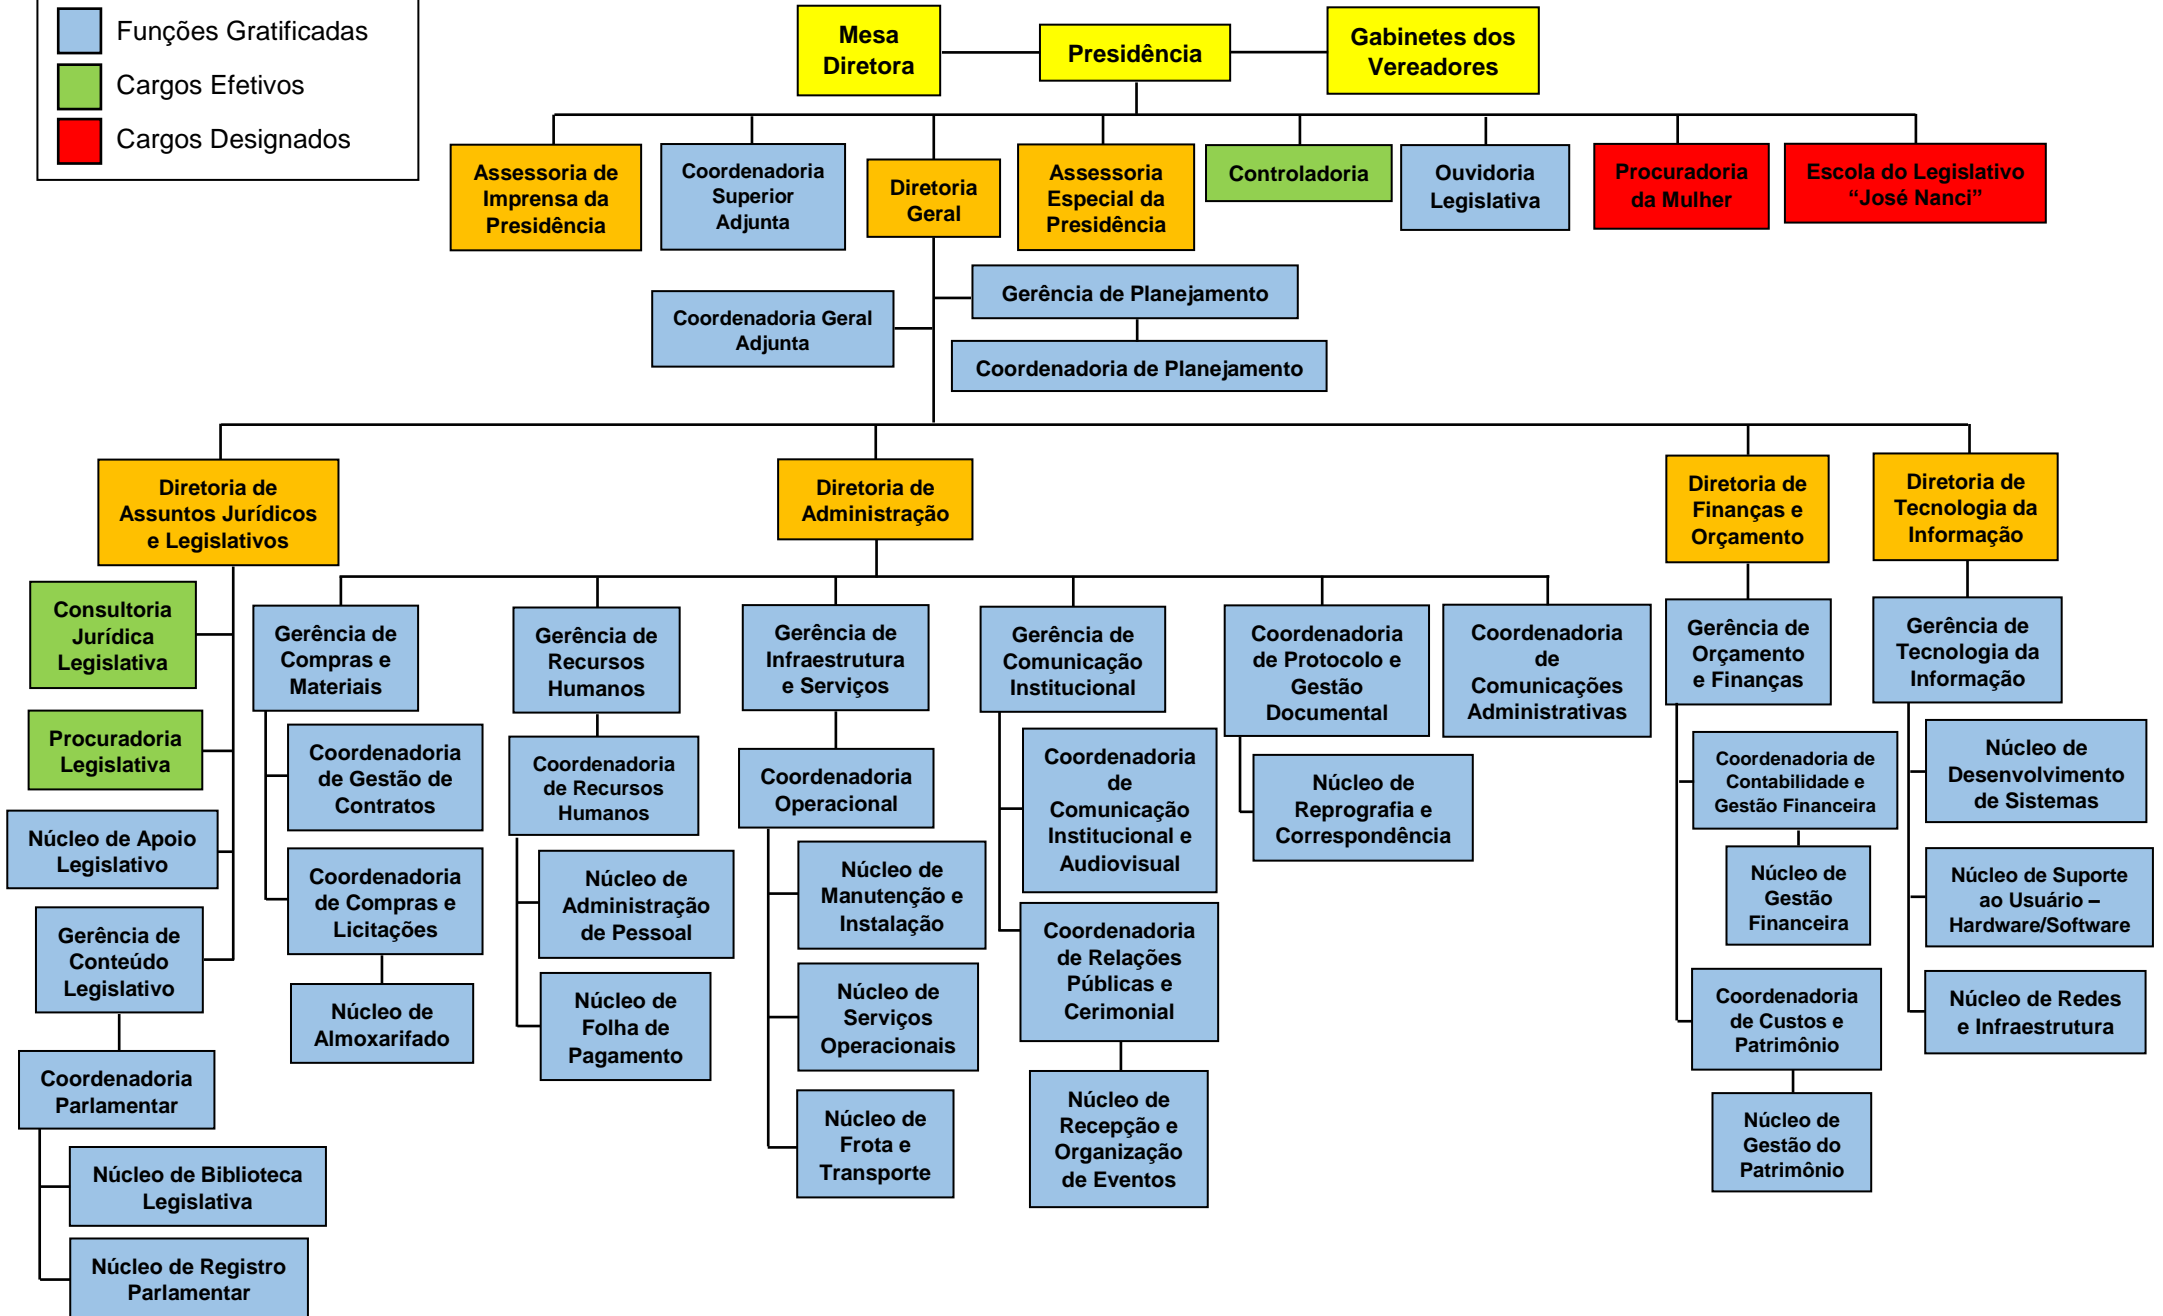 Funções Gratificadas
Cargos Efetivos
Cargos Designados
Mesa
Diretora
Presidência
Gabinetes dos
Vereadores
Assessoria de
Imprensa da
Presidência
Coordenadoria
Superior
Adjunta
Diretoria
Geral
Assessoria
Especial da
Presidência
Controladoria
Ouvidoria
Legislativa
Procuradoria
da Mulher
Escola do Legislativo
“José Nanci”
Gerência de Planejamento
Coordenadoria Geral
Adjunta
Coordenadoria de Planejamento
Diretoria de
Assuntos Jurídicos
e Legislativos
Diretoria de
Administração
Diretoria de
Finanças e
Orçamento
Diretoria de
Tecnologia da
Informação
Consultoria
Jurídica
Legislativa
Procuradoria
Legislativa
Núcleo de Apoio
Legislativo
Gerência de
Conteúdo
Legislativo
Coordenadoria
Parlamentar
Núcleo de Biblioteca
Legislativa
Núcleo de Registro
Parlamentar
Gerência de
Compras e
Materiais
Coordenadoria
de Gestão de
Contratos
Coordenadoria
de Compras e
Licitações
Núcleo de
Almoxarifado
Gerência de
Recursos
Humanos
Coordenadoria
de Recursos
Humanos
Núcleo de
Administração
de Pessoal
Núcleo de
Folha de
Pagamento
Gerência de
Infraestrutura
e Serviços
Coordenadoria
Operacional
Núcleo de
Manutenção e
Instalação
Núcleo de
Serviços
Operacionais
Núcleo de
Frota e
Transporte
Gerência de
Comunicação
Institucional
Coordenadoria
de
Comunicação
Institucional e
Audiovisual
Coordenadoria
de Relações
Públicas e
Cerimonial
Núcleo de
Recepção e
Organização
de Eventos
Coordenadoria
de Protocolo e
Gestão
Documental
Núcleo de
Reprografia e
Correspondência
Coordenadoria
de
Comunicações
Administrativas
Gerência de
Orçamento
e Finanças
Coordenadoria de
Contabilidade e
Gestão Financeira
Núcleo de
Gestão
Financeira
Coordenadoria
de Custos e
Patrimônio
Núcleo de
Gestão do
Patrimônio
Gerência de
Tecnologia da
Informação
Núcleo de
Desenvolvimento
de Sistemas
Núcleo de Suporte
ao Usuário –
Hardware/Software
Núcleo de Redes
e Infraestrutura